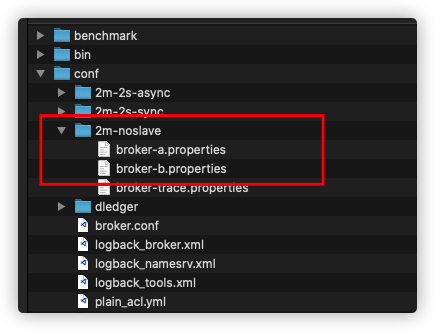 benchmark
bin
conf
2m-2s-async
2m-2s-sync
2m-noslave
broker-a.properties
broker-b.properties
broker-trace.properties
dledger
broker.conf
logback_broker.xml
logback_namesrv.xml
logback_tools.xml
plain_acl.yml